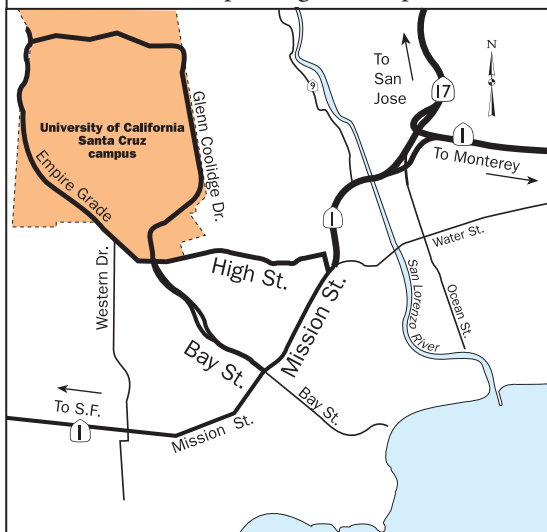 To
San
Jose
N
9
17
1
To Monterey
University of California
Santa Cruz
campus
Glenn Coolidge Dr.
Empire Grade
1
Water St.
High St.
Western Dr.
Mission St.
San Lorenzo
River
Ocean St.
Bay St.
Bay St.
To S.F.
1
Mission St.